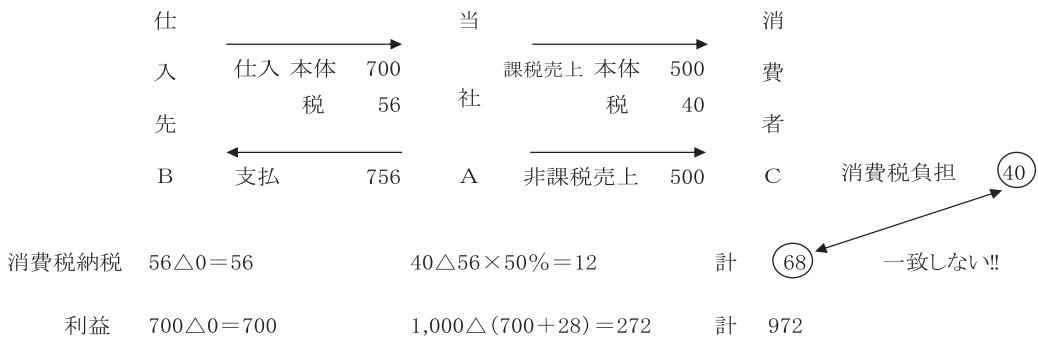 仕入先B
当社A
消費者C
仕入 本体 700
税 56
課税売上 本体 500
税 40
支払 756
非課税売上 500
消費税負担 40
消費税納税 56△0=56 40△56×50%=12 計 68 一致しない!!
利益 700△0=700 1,000△(700+28)=272 計 972